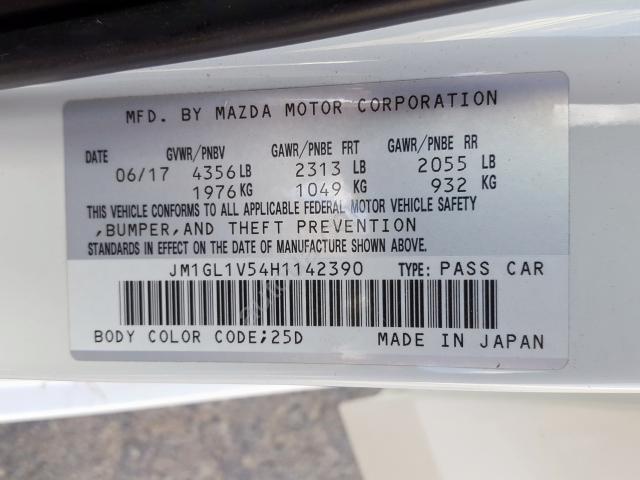 MFD. BY MAZDA MOTOR CORPORATION
DATE GVWR/PNBV GAWR/PNBE FRT GAWR/PNBE RR
06/17 4356LB 2313 LB 2055 LB
1976KG 1049 KG 932 KG
THIS VEHICLE CONFORMS TO ALL APPLICABLE FEDERAL MOTOR VEHICLE SAFETY
,BUMPER,AND THEFT PREVENTION
STANDARDS IN EFFECT ON THE DATE OF MANUFACTURE SHOWN ABOVE.
JM1GL1V54H1142390 TYPE: PASS CAR
BODY COLOR CODE;25D MADE IN JAPAN